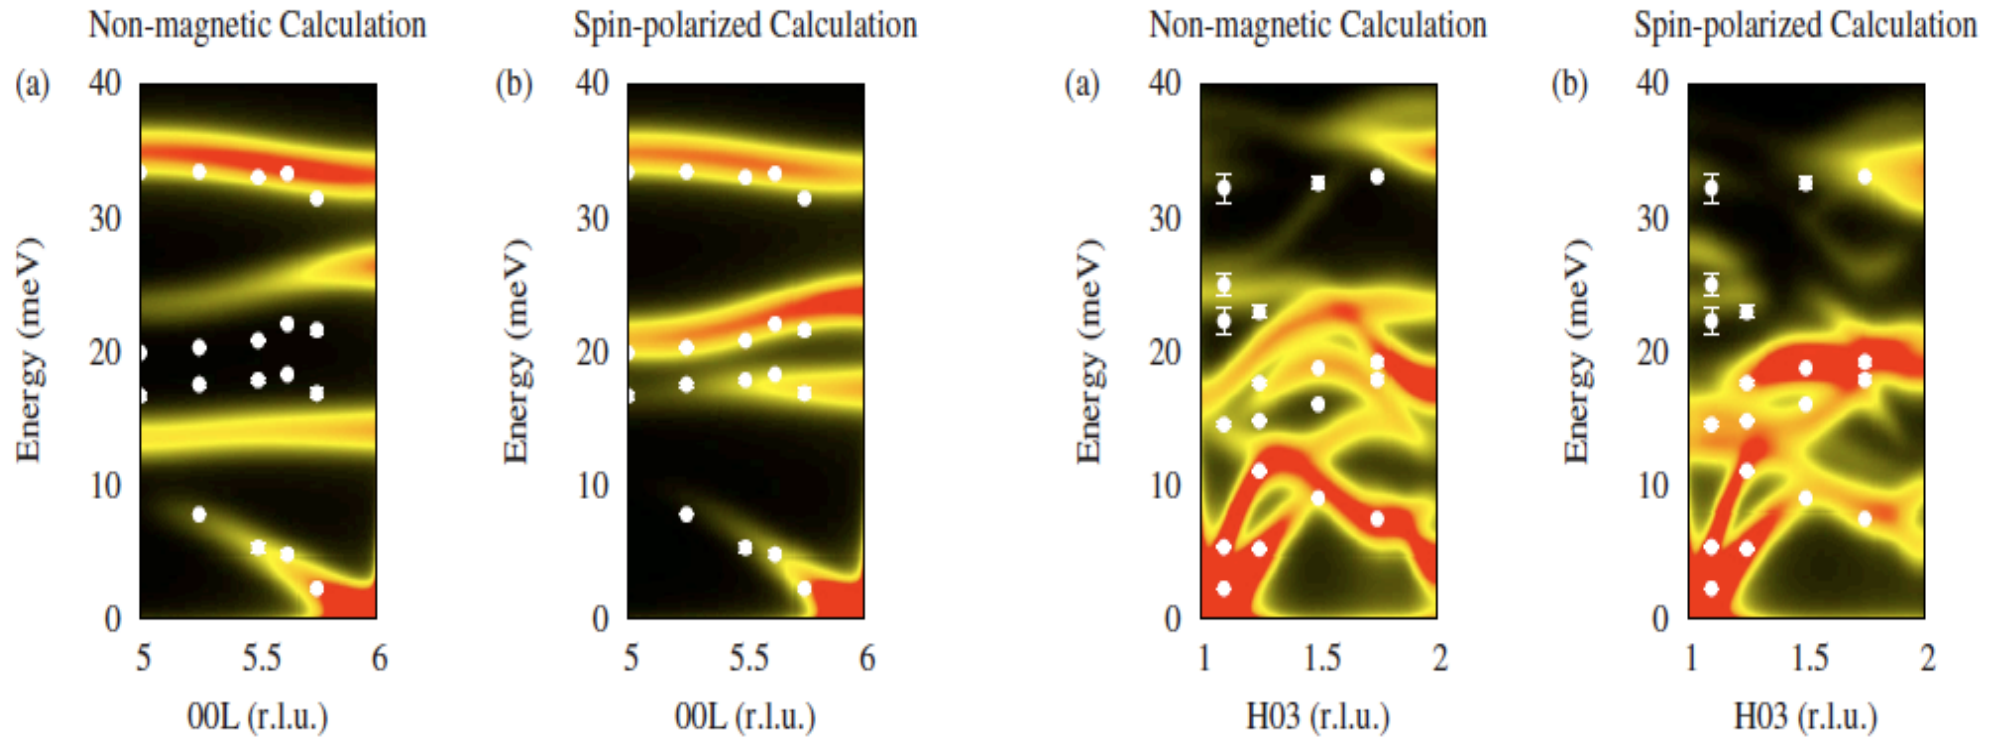 Non-magnetic Calculation
Spin-polarized Calculation
Non-magnetic Calculation
Spin-polarized Calculation
(a)
40
30
20
10
0
Energy (meV)
5
5.5
6
00L (r.l.u.)
(b)
40
30
20
10
0
Energy (meV)
5
5.5
6
00L (r.l.u.)
(a)
40
30
20
10
0
Energy (meV)
1
1.5
2
H03 (r.l.u.)
(b)
40
30
20
10
0
Energy (meV)
1
1.5
2
H03 (r.l.u.)